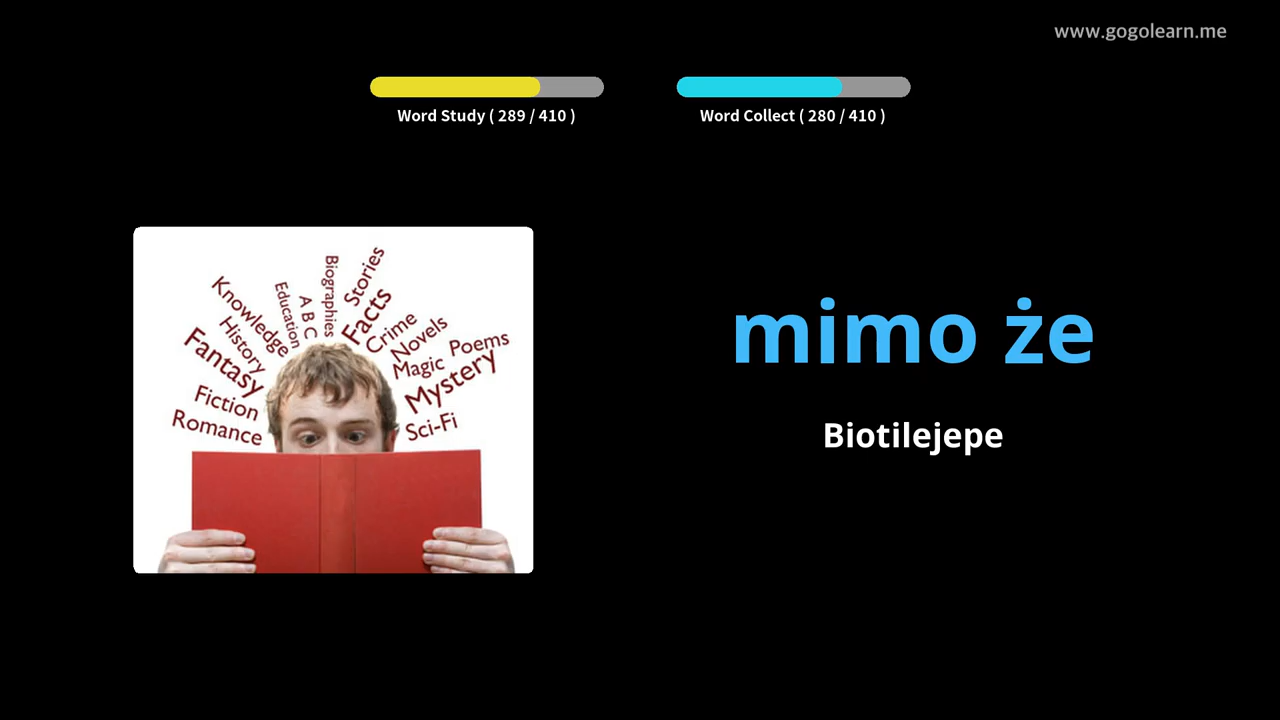 www.gogolearn.me
Word Study ( 289 / 410 )
Word Collect ( 280 / 410 )
mimo że
Biotilejepe
Knowledge
Education
A B C
Biographies
Stories
History
Facts
Crime
Novels
Fantasy
Magic
Poems
Mystery
Fiction
Romance
Sci-Fi